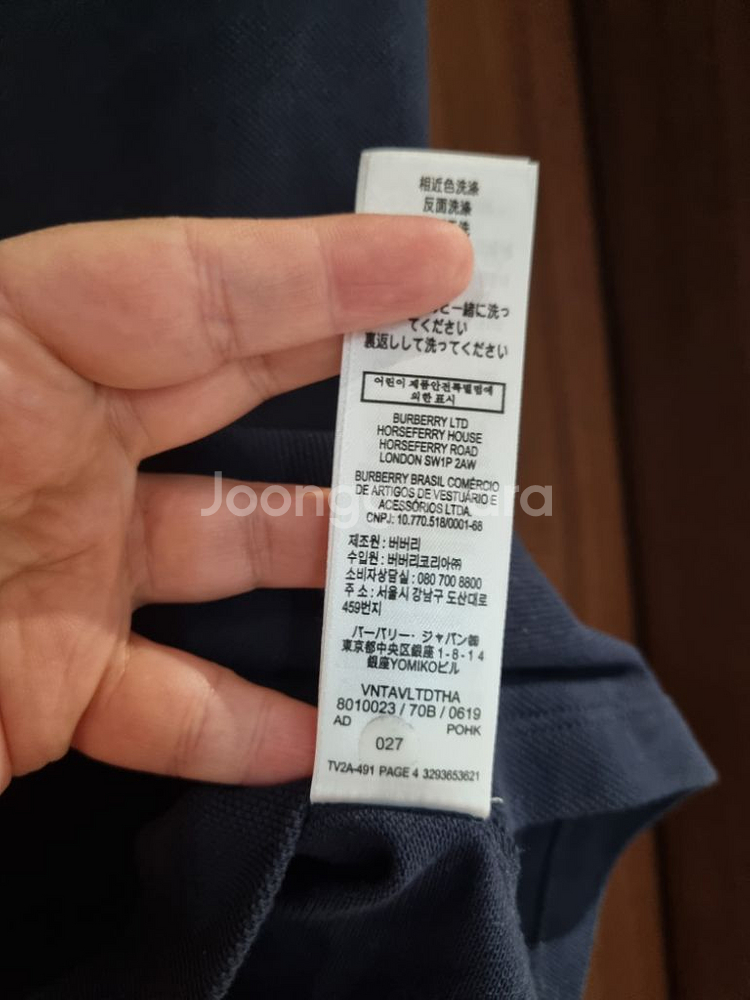 相近色洗涤
反面洗涤
洗
と一緒に洗っ
てください
裏返しして洗ってください
어린이제품안전특별법에
의한 표시
BURBERRY LTD
HORSEFERRY HOUSE
HORSEFERRY ROAD
LONDON SW1P 2AW
BURBERRY BRASIL COMÉRCIO
DE ARTIGOS DE VESTUÁRIO E
ACESSÓRIOS LTDA.
CNPJ: 10.770.518/0001-68
Joong ra
제조원 : 버버리
수입원 : 버버리코리아㈜
소비자상담실 : 080 700 8800
주 소 : 서울시 강남구 도산대로
459번지
バーバリー・ジャパン㈱
東京都中央区銀座1-8-14
銀座YOMIKOビル
VNTAVLTDTHA
8010023 / 70B / 0619
AD POHK
027
TV2A-491 PAGE 4 3293653621